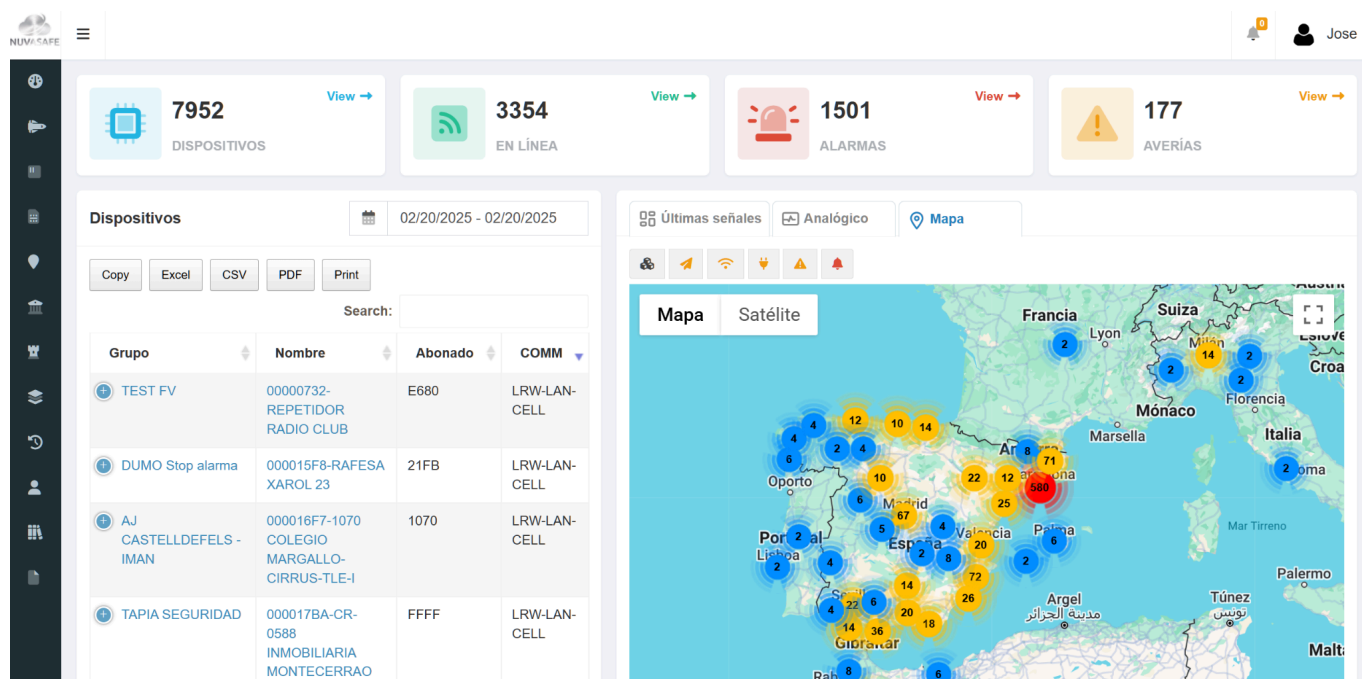 NUVASAFE
0
Jose
7952
View
DISPOSITIVOS
3354
View
EN LÍNEA
1501
View
ALARMAS
177
View
AVERÍAS
Dispositivos
02/20/2025 - 02/20/2025
Copy
Excel
CSV
PDF
Print
Search:
Grupo
Nombre
Abonado
COMM
TEST FV
00000732-
REPETIDOR
RADIO CLUB
E680
LRW-LAN-
CELL
DUMO Stop alarma
000015F8-RAFESA
XAROL 23
21FB
LRW-LAN-
CELL
AJ
CASTELLDEFELS -
IMAN
000016F7-1070
COLEGIO
MARGALLO-
CIRRUS-TLE-I
1070
LRW-LAN-
CELL
TAPIA SEGURIDAD
000017BA-CR-
0588
INMOBILIARIA
MONTECERRAO
FFFF
LRW-LAN-
CELL
Últimas señales
Analógico
Mapa
Mapa
Satélite
Francia
Suiza
Lyon
2
Milán
14
2
2
2
Croa
Florencia
Mónaco
Marsella
Italia
2
oma
12
10
14
4
4
2
4
6
8
71
Oporto
10
22
12
580
6
25
Madrid
67
5
4
Valencia
Palma
6
2
España
2
8
20
2
Lisboa
2
4
72
14
26
Mar Tirreno
Palermo
4
22
6
20
18
14
36
Gibraltar
Argel
مدينة الجزائر
Túnez
تونس
Malt
8
6